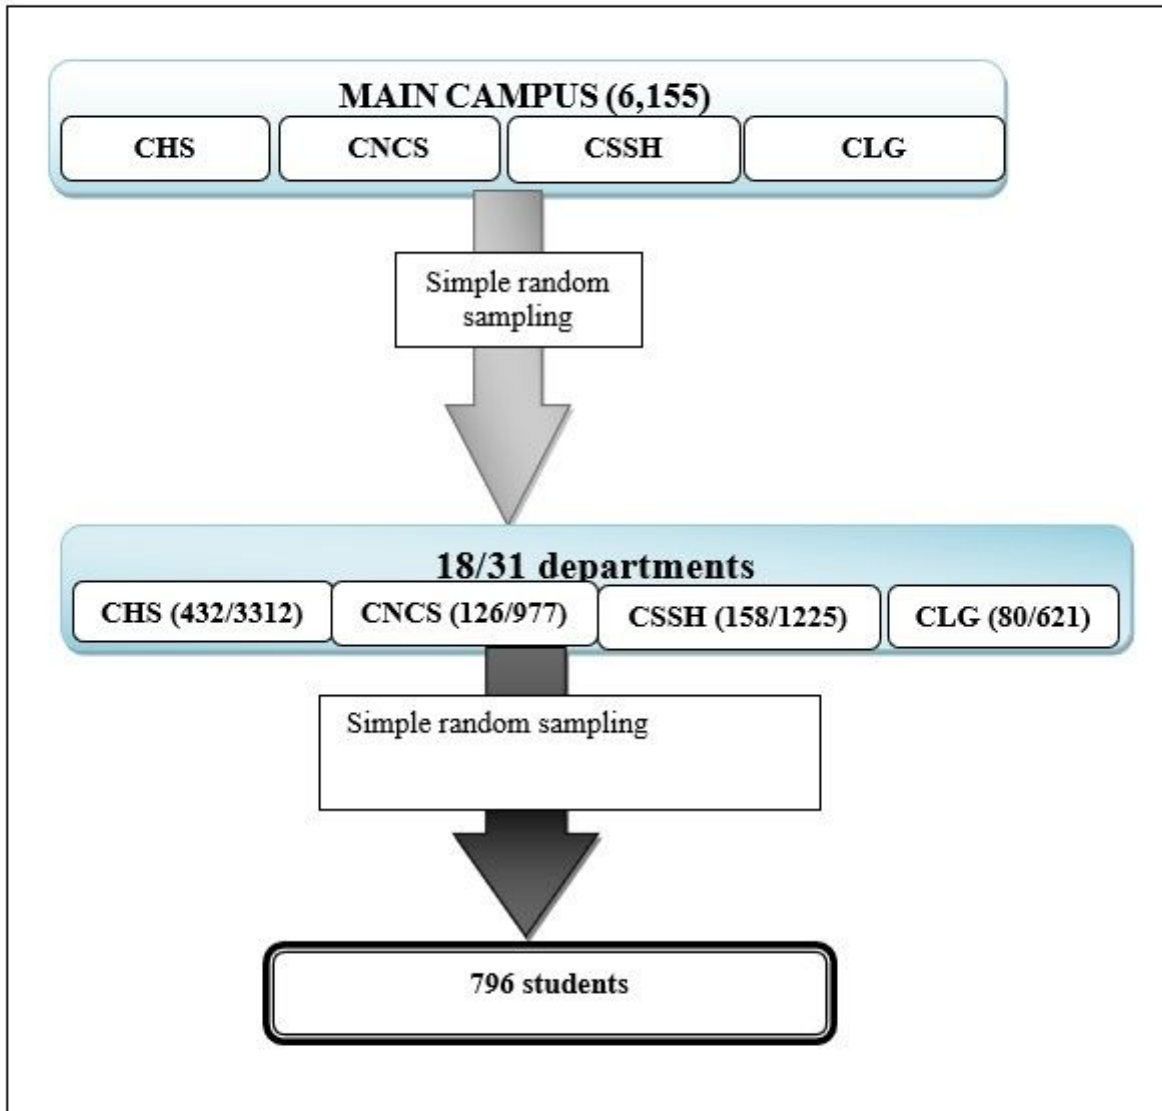 MAIN CAMPUS (6,155)
CHS
CNCS
CSSH
CLG
Simple random
sampling
18/31 departments
CHS (432/3312)
CNCS (126/977)
CSSH (158/1225)
CLG (80/621)
Simple random sampling
796 students